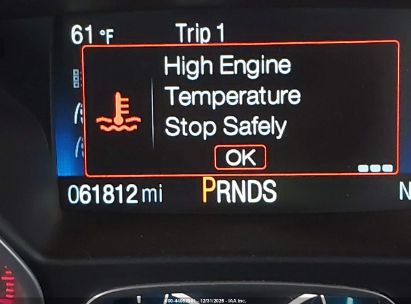 61 °F Trip 1
High Engine
Temperature
Stop Safely
OK
061812 mi PRNDS N